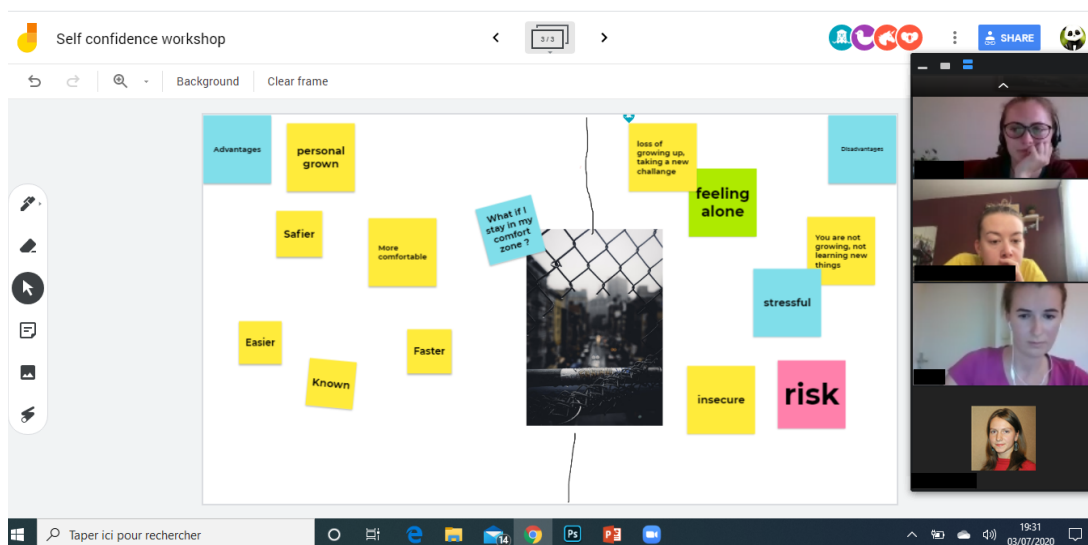 Self confidence workshop
3 / 3
SHARE
Background
Clear frame
Advantages
personal
grown
Safier
More
comfortable
Easier
Known
Faster
What if I
stay in my
comfort
zone ?
loss of
growing up,
taking a new
challange
feeling
alone
Disadvantages
You are not
growing, not
learning new
things
stressful
insecure
risk
Taper ici pour rechercher
14
Ps
P
19:31
03/07/2020